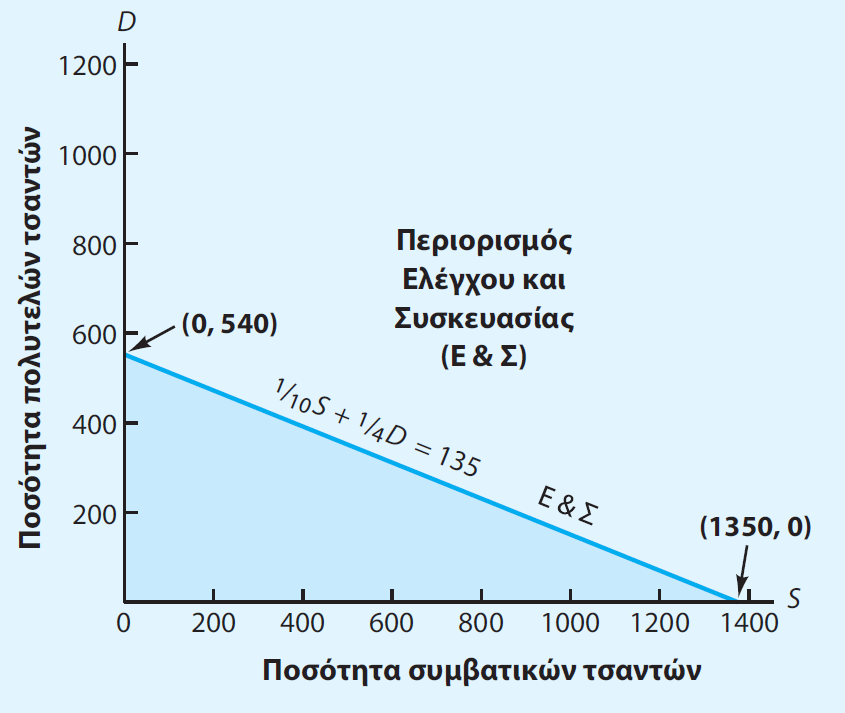 D
1200
1000
800
600
400
200
Ποσότητα πολυτελών τσαντών
Περιορισμός
Ελέγχου και
Συσκευασίας
(Ε & Σ)
(0, 540)
1/10S + 1/4D = 135
Ε & Σ
(1350, 0)
S
0 200 400 600 800 1000 1200 1400
Ποσότητα συμβατικών τσαντών